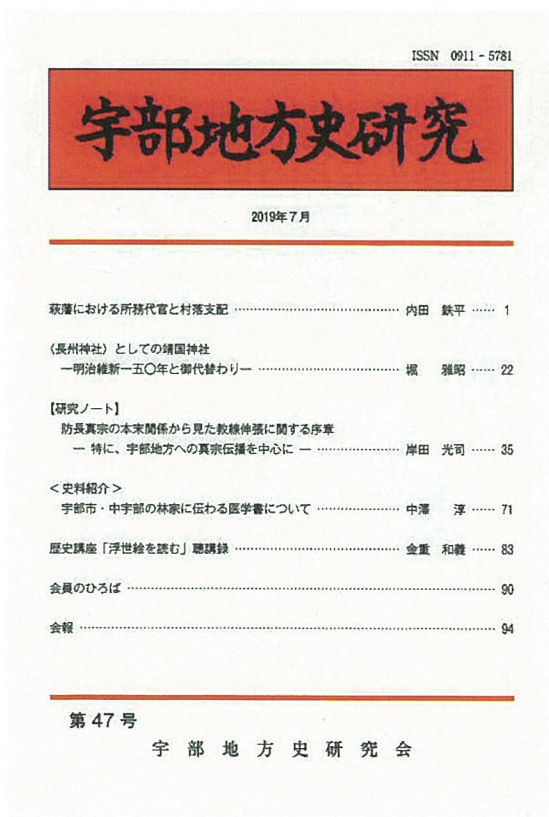 ISSN 0911-5781
宇部地方史研究
2019年7月
萩藩における所務代官と村落支配 …… 内田 鉄平 …… 1
〈長州神社〉としての靖国神社
―明治維新一五〇年と御代替わり― …… 堀 雅昭 …… 22
【研究ノート】
防長真宗の本末関係から見た教線伸張に関する序章
― 特に、宇部地方への真宗伝播を中心に ― …… 岸田 光司 …… 35
<史料紹介>
宇部市・中宇部の林家に伝わる医学書について …… 中澤 淳 …… 71
歴史講座「浮世絵を読む」聴講録 …… 金重 和義 …… 83
会員のひろば …… 90
会報 …… 94
第47号
宇部地方史研究会